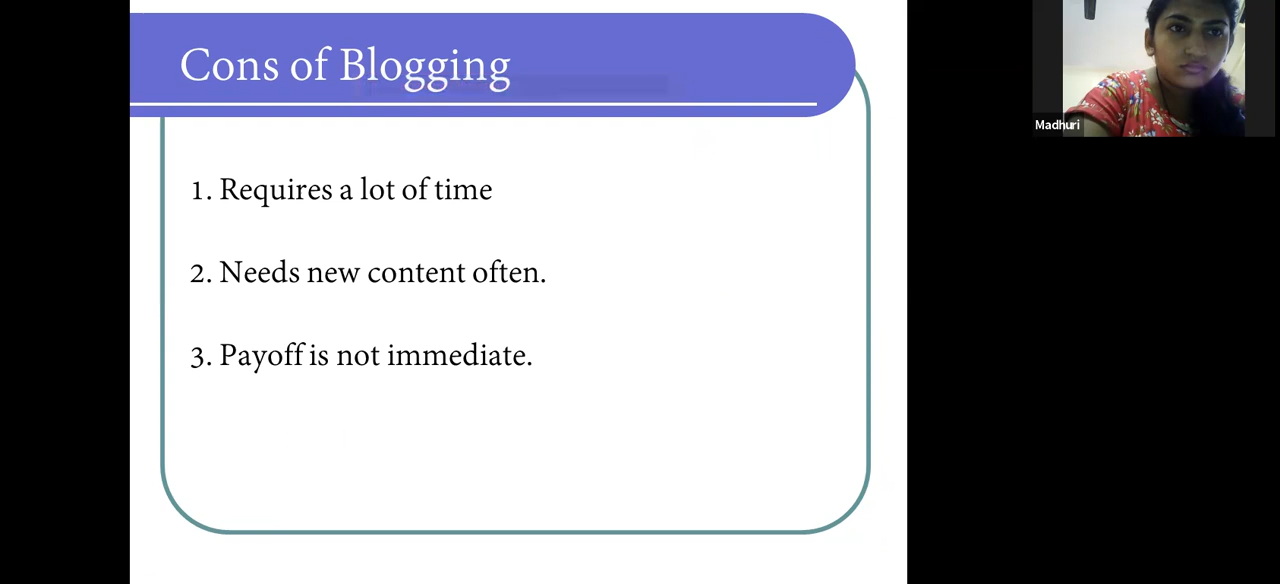 Cons of Blogging
1. Requires a lot of time
2. Needs new content often.
3. Payoff is not immediate.
Madhuri